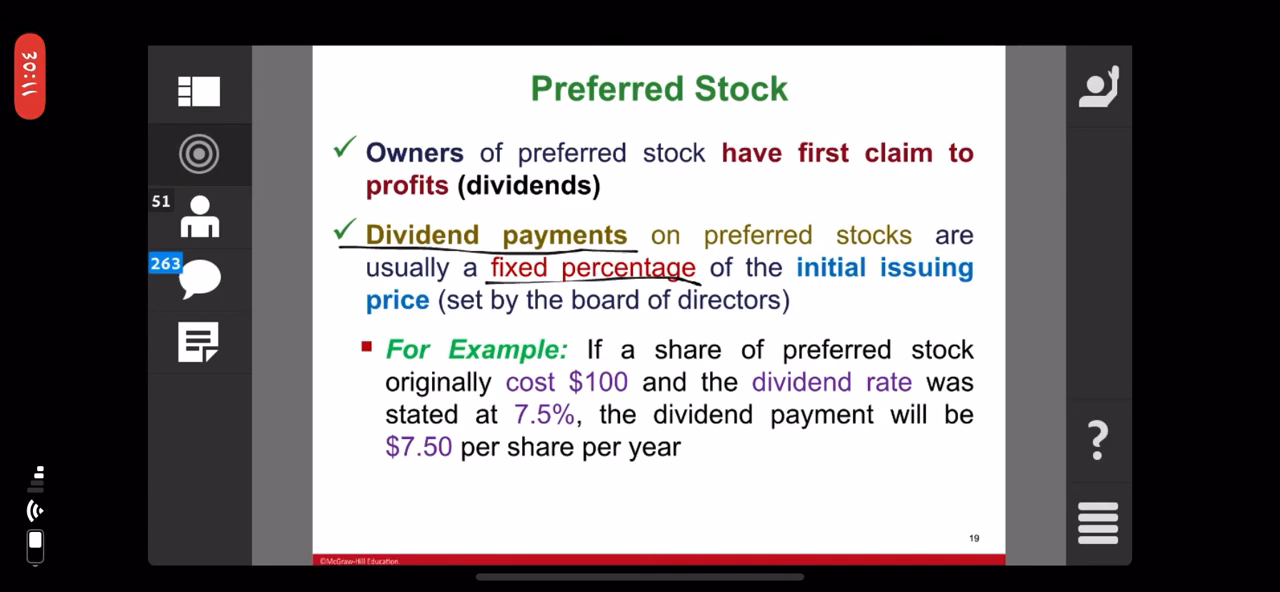 Preferred Stock
✓ Owners of preferred stock have first claim to
profits (dividends)
✓ Dividend payments on preferred stocks are
usually a fixed percentage of the initial issuing
price (set by the board of directors)
▪ For Example: If a share of preferred stock
originally cost $100 and the dividend rate was
stated at 7.5%, the dividend payment will be
$7.50 per share per year
19
©McGraw-Hill Education.
51
263
?